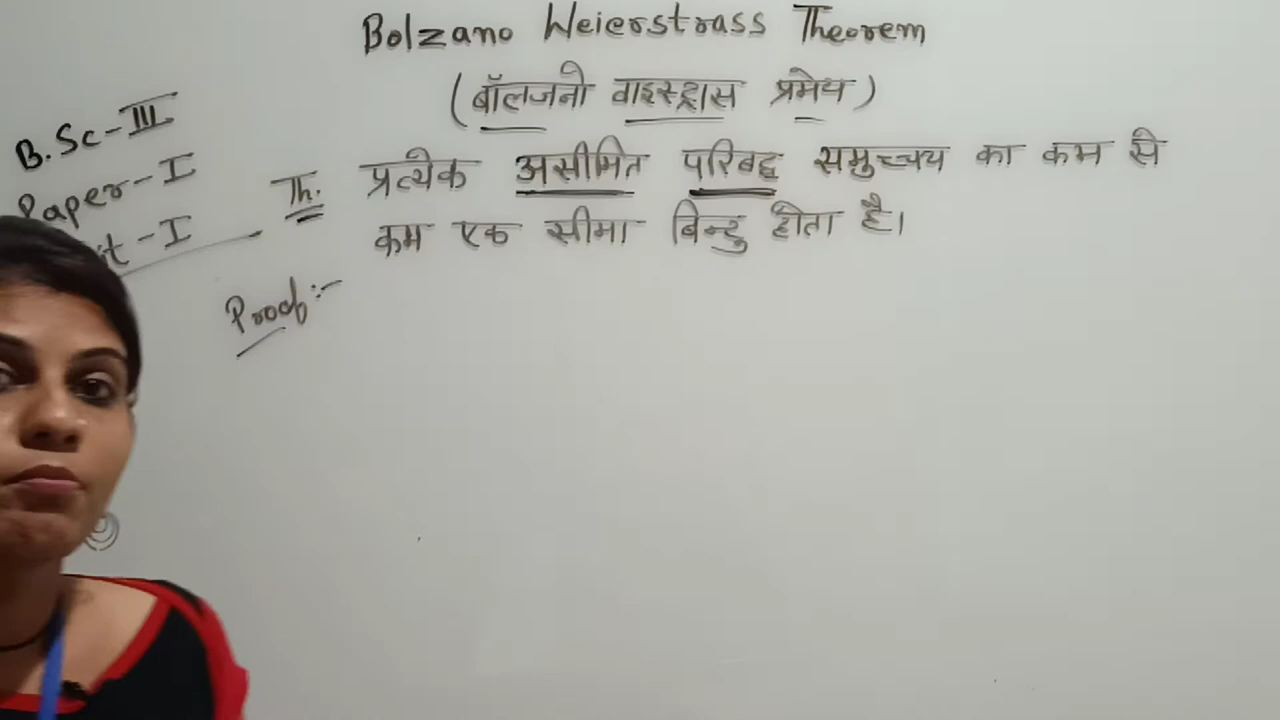 Bolzano Weierstrass Theorem
(बॉलजनो वाइस्ट्रास प्रमेय)
B.Sc-III
Paper-I
it-I
Th. प्रत्येक असीमित परिबद्ध समुच्चय का कम से
कम एक सीमा बिन्दु होता है।
Proof:-